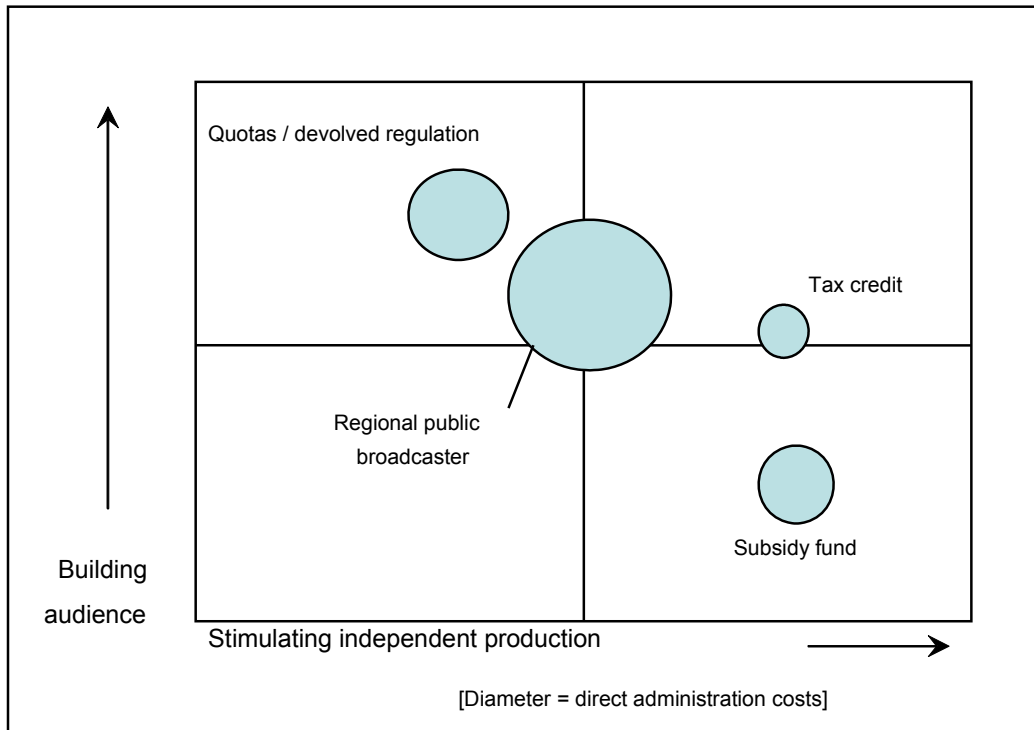 Quotas / devolved regulation
Tax credit
Regional public
broadcaster
Subsidy fund
Building
audience
Stimulating independent production
[Diameter = direct administration costs]